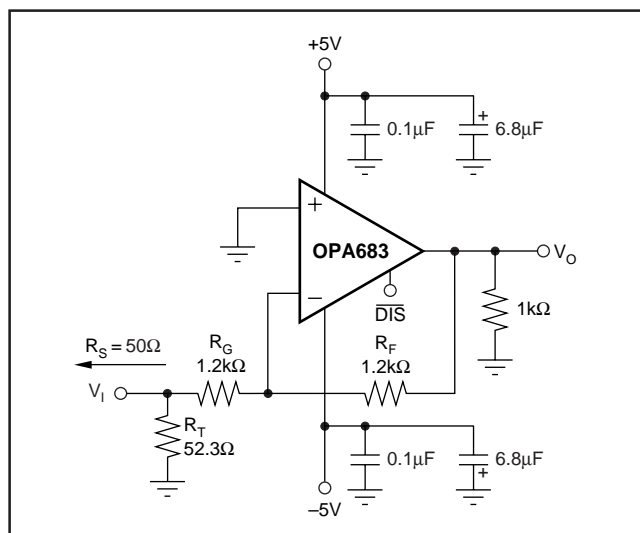 +5V
0.1µF
+
6.8µF
+
OPA683
–
DIS
V_O
1kΩ
R_S = 50Ω
V_I
R_G
1.2kΩ
R_F
1.2kΩ
R_T
52.3Ω
0.1µF
6.8µF
+
–5V